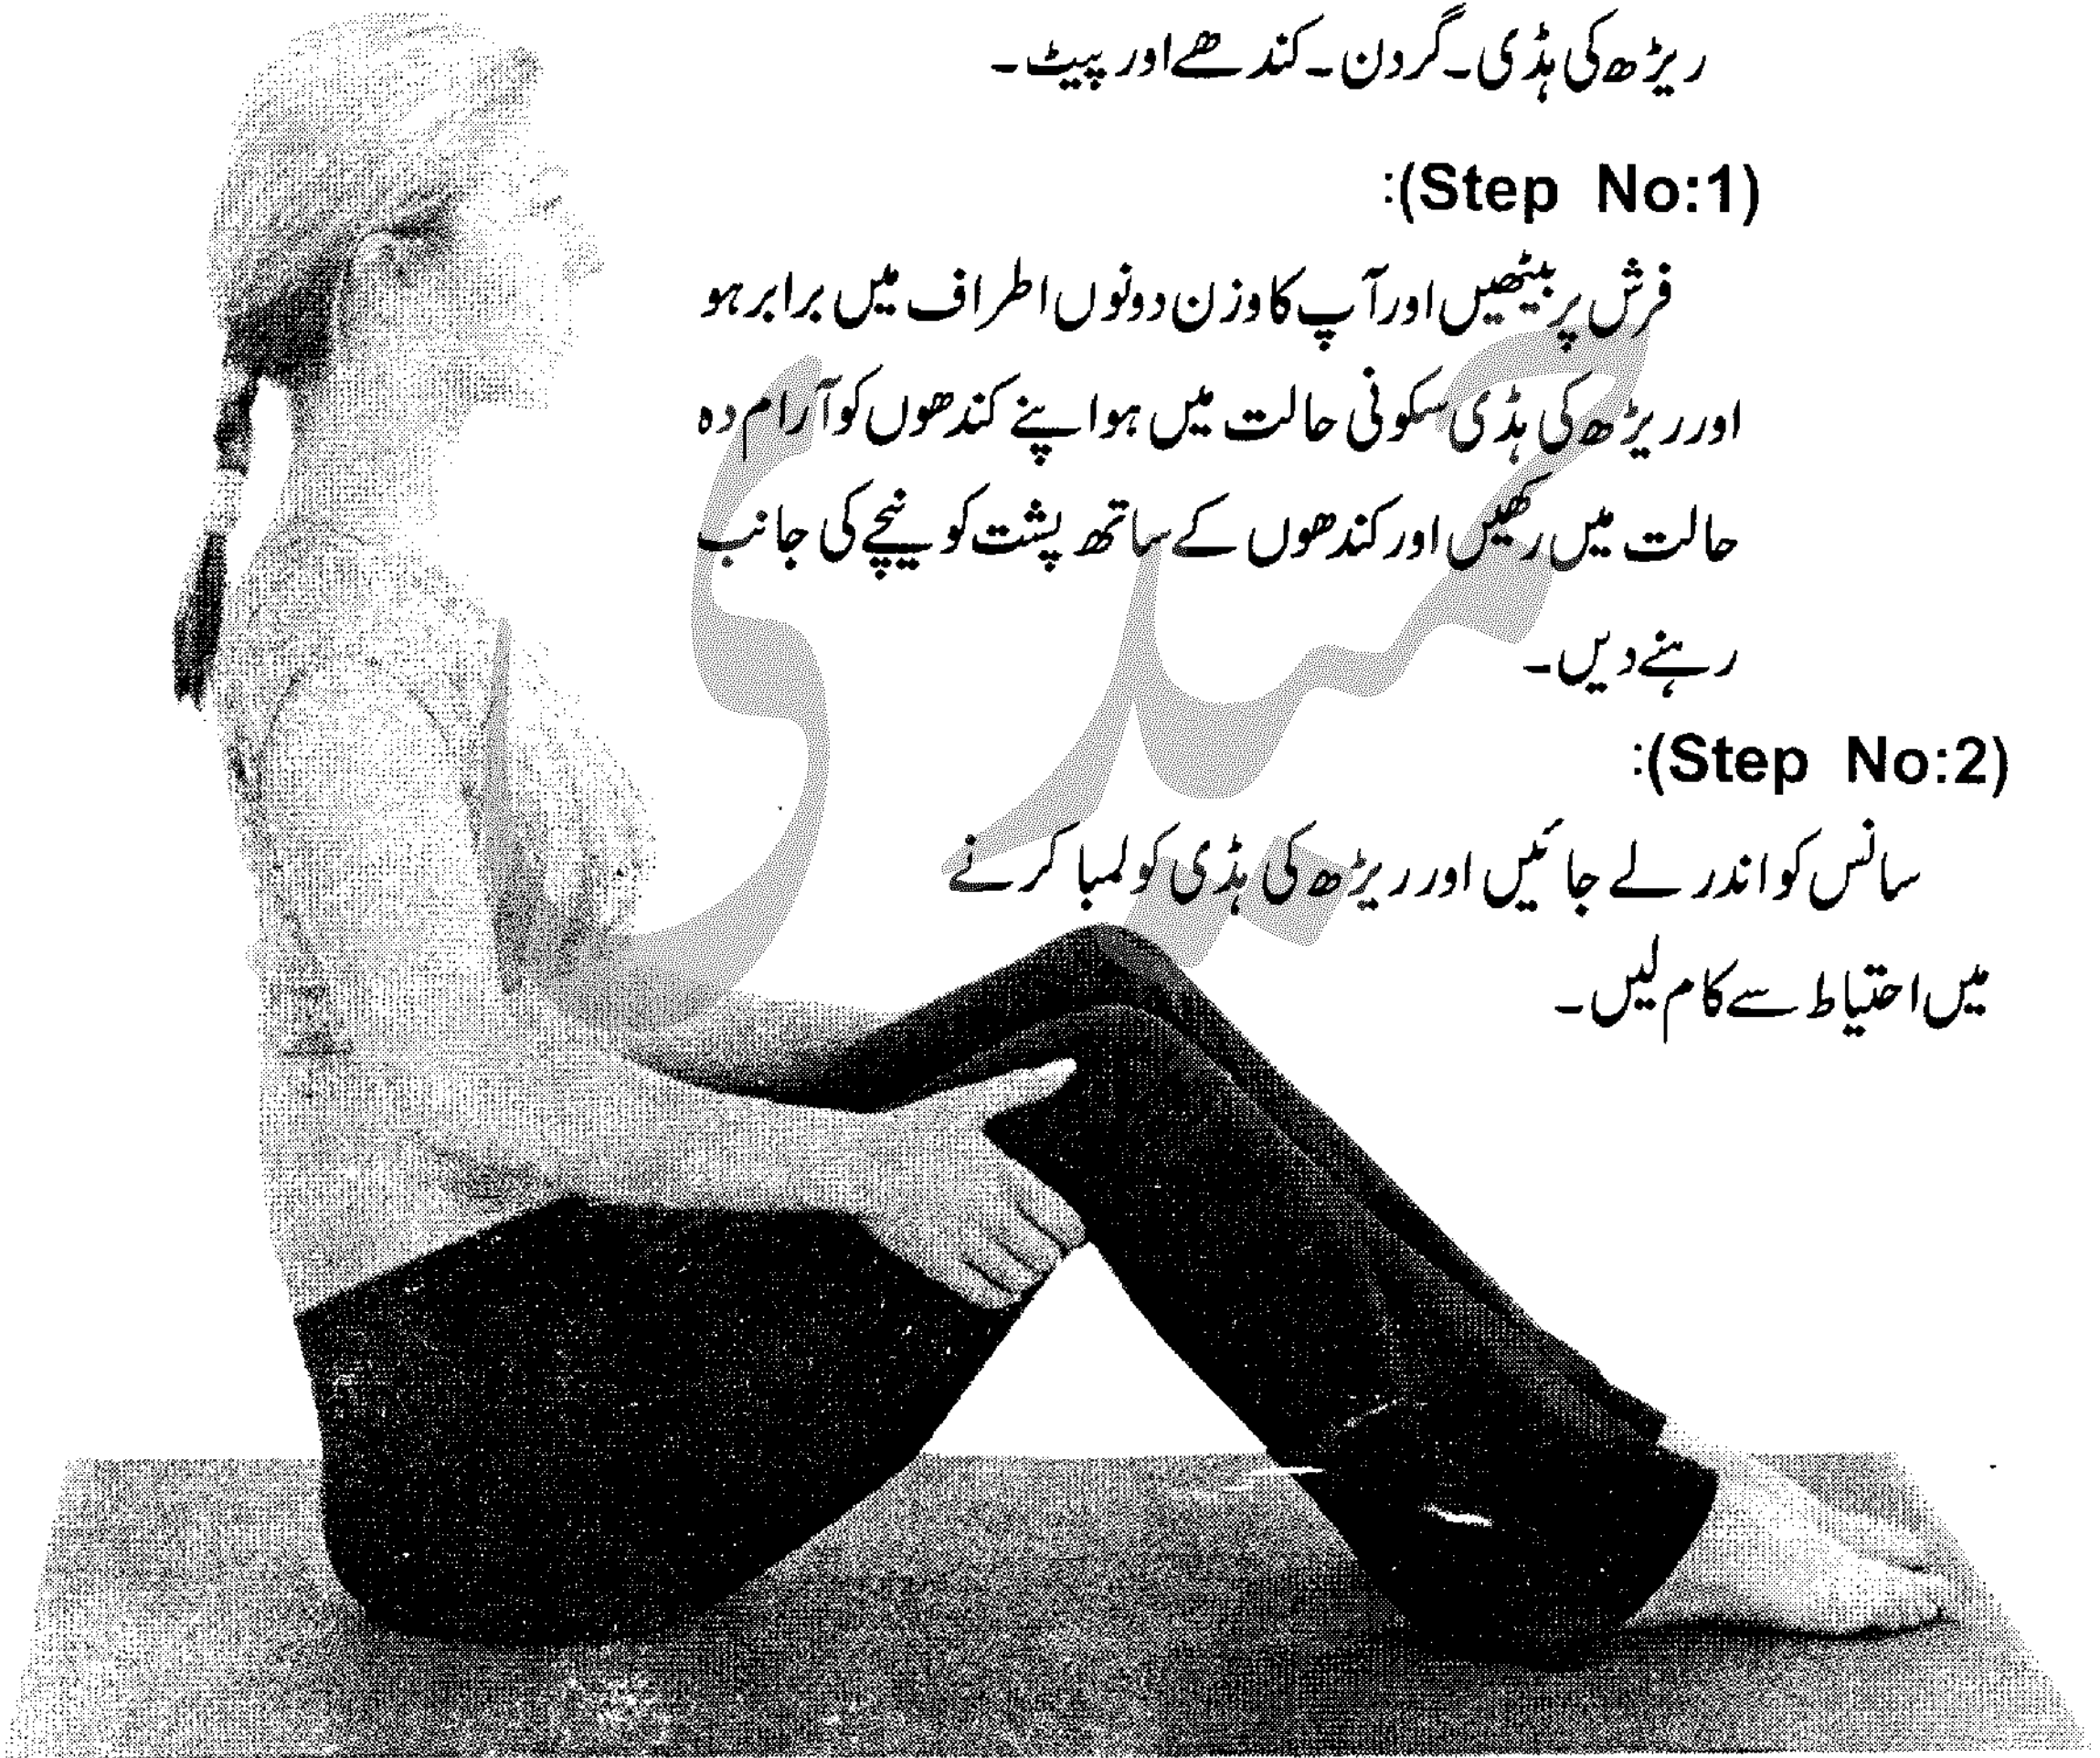 ریڑھ کی ہڈی۔ گردن۔ کندھے اور پیٹ۔
(Step No:1):
فرش پر بیٹھیں اور آپ کا وزن دونوں اطراف میں برابر ہو
اور ریڑھ کی ہڈی سکونی حالت میں ہو اپنے کندھوں کو آرام دہ
حالت میں رکھیں اور کندھوں کے ساتھ پشت کو نیچے کی جانب
رہنے دیں۔
(Step No:2):
سانس کو اندر لے جائیں اور ریڑھ کی ہڈی کو لمبا کرنے
میں احتیاط سے کام لیں۔